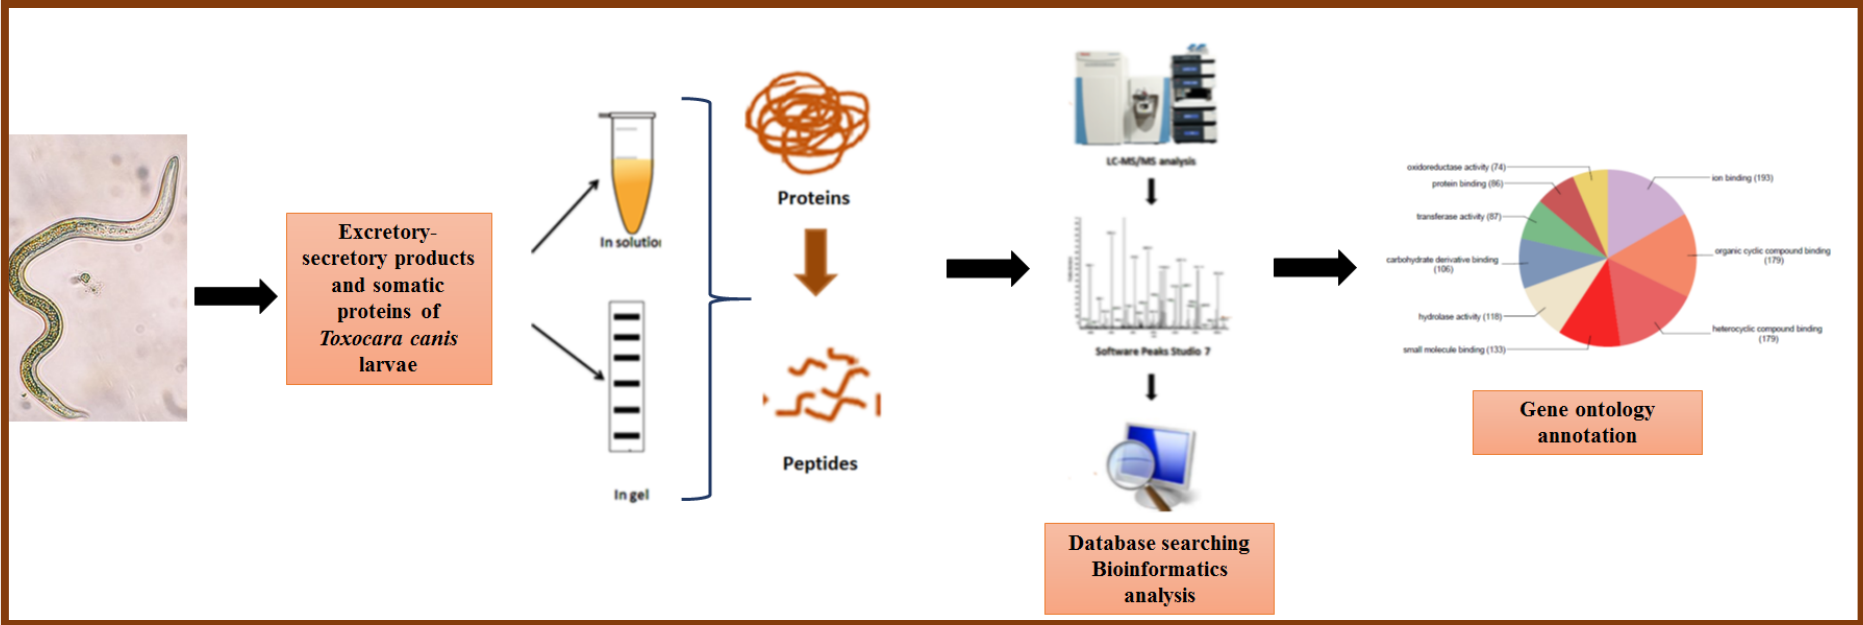 Excretory-
secretory products
and somatic
proteins of
Toxocara canis
larvae
In solution
In gel
Proteins
Peptides
LC-MS/MS analysis
Software Peaks Studio 7
Database searching
Bioinformatics
analysis
oxidoreductase activity (74)
protein binding (86)
transferase activity (87)
carbohydrate derivative binding
(106)
hydrolase activity (118)
small molecule binding (133)
ion binding (193)
organic cyclic compound binding
(179)
heterocyclic compound binding
(179)
Gene ontology
annotation